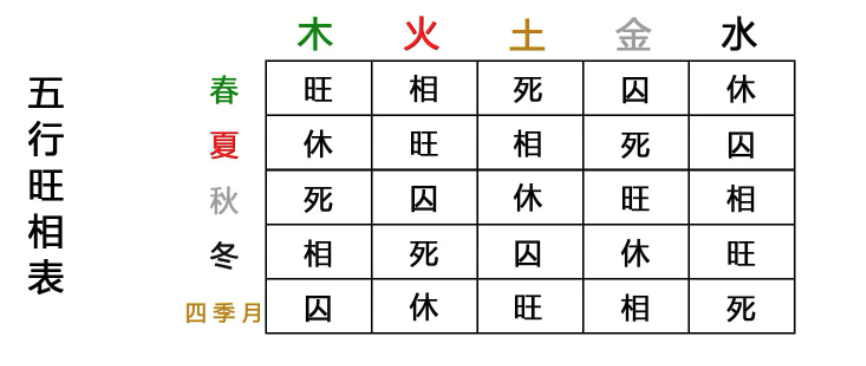 五行旺相表
木 火 土 金 水
春 旺 相 死 囚 休
夏 休 旺 相 死 囚
秋 死 囚 休 旺 相
冬 相 死 囚 休 旺
四季月 囚 休 旺 相 死